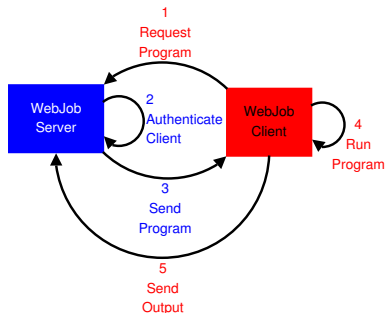 1
Request
Program
WebJob
Server
2
Authenticate
Client
WebJob
Client
4
Run
Program
3
Send
Program
5
Send
Output